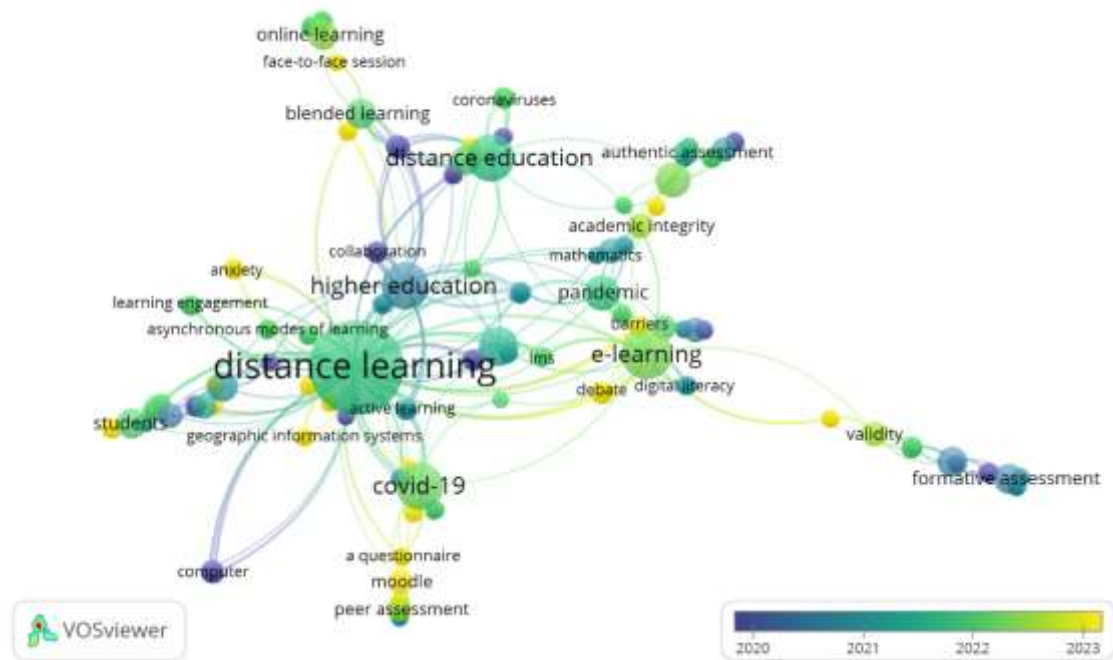 online learning
face-to-face session
blended learning
coronaviruses
distance education
authentic assessment
academic integrity
collaboration
mathematics
anxiety
higher education
pandemic
learning engagement
asynchronous modes of learning
barriers
distance learning
lms
e-learning
debate
digital literacy
active learning
students
geographic information systems
validity
formative assessment
covid-19
a questionnaire
computer
moodle
peer assessment
VOSviewer
2020 2021 2022 2023